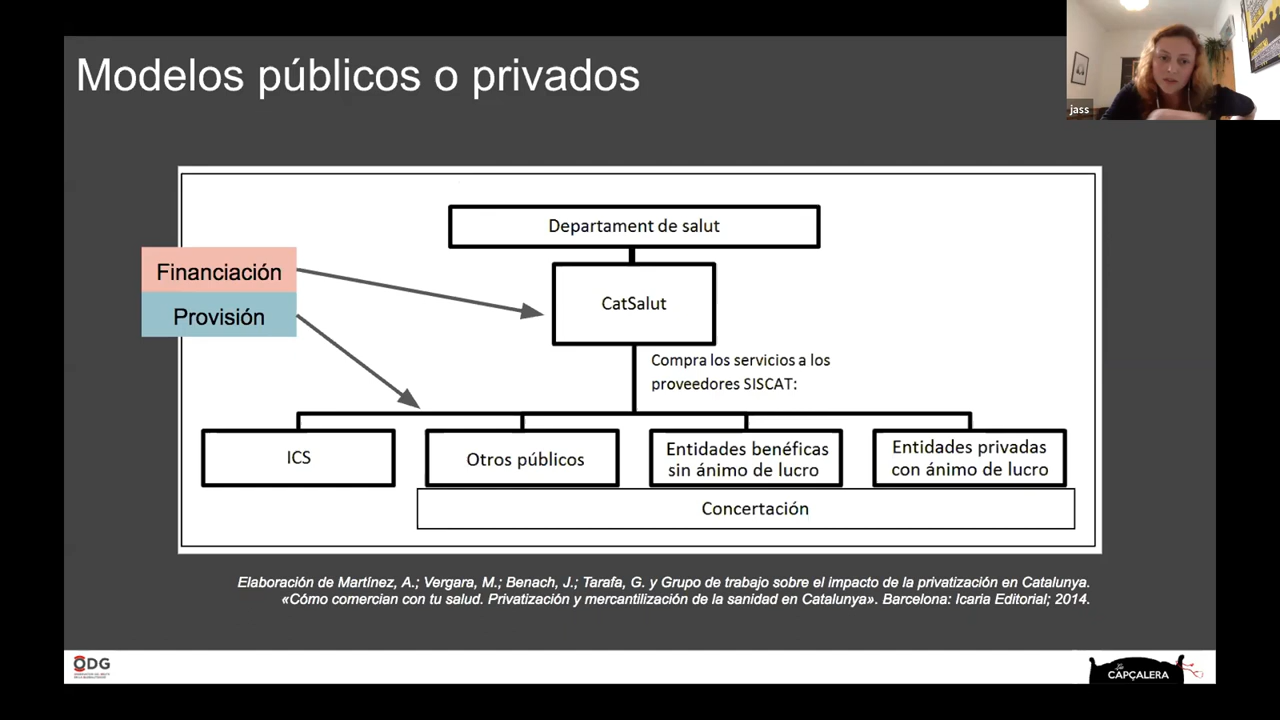 Modelos públicos o privados
jass
Departament de salut
Financiación
Provisión
CatSalut
Compra los servicios a los
proveedores SISCAT:
ICS
Otros públicos
Entidades benéficas
sin ánimo de lucro
Entidades privadas
con ánimo de lucro
Concertación
Elaboración de Martínez, A.; Vergara, M.; Benach, J.; Tarafa, G. y Grupo de trabajo sobre el impacto de la privatización en Catalunya.
«Cómo comercian con tu salud. Privatización y mercantilización de la sanidad en Catalunya». Barcelona: Icaria Editorial; 2014.
ODG
La
CAPÇALERA